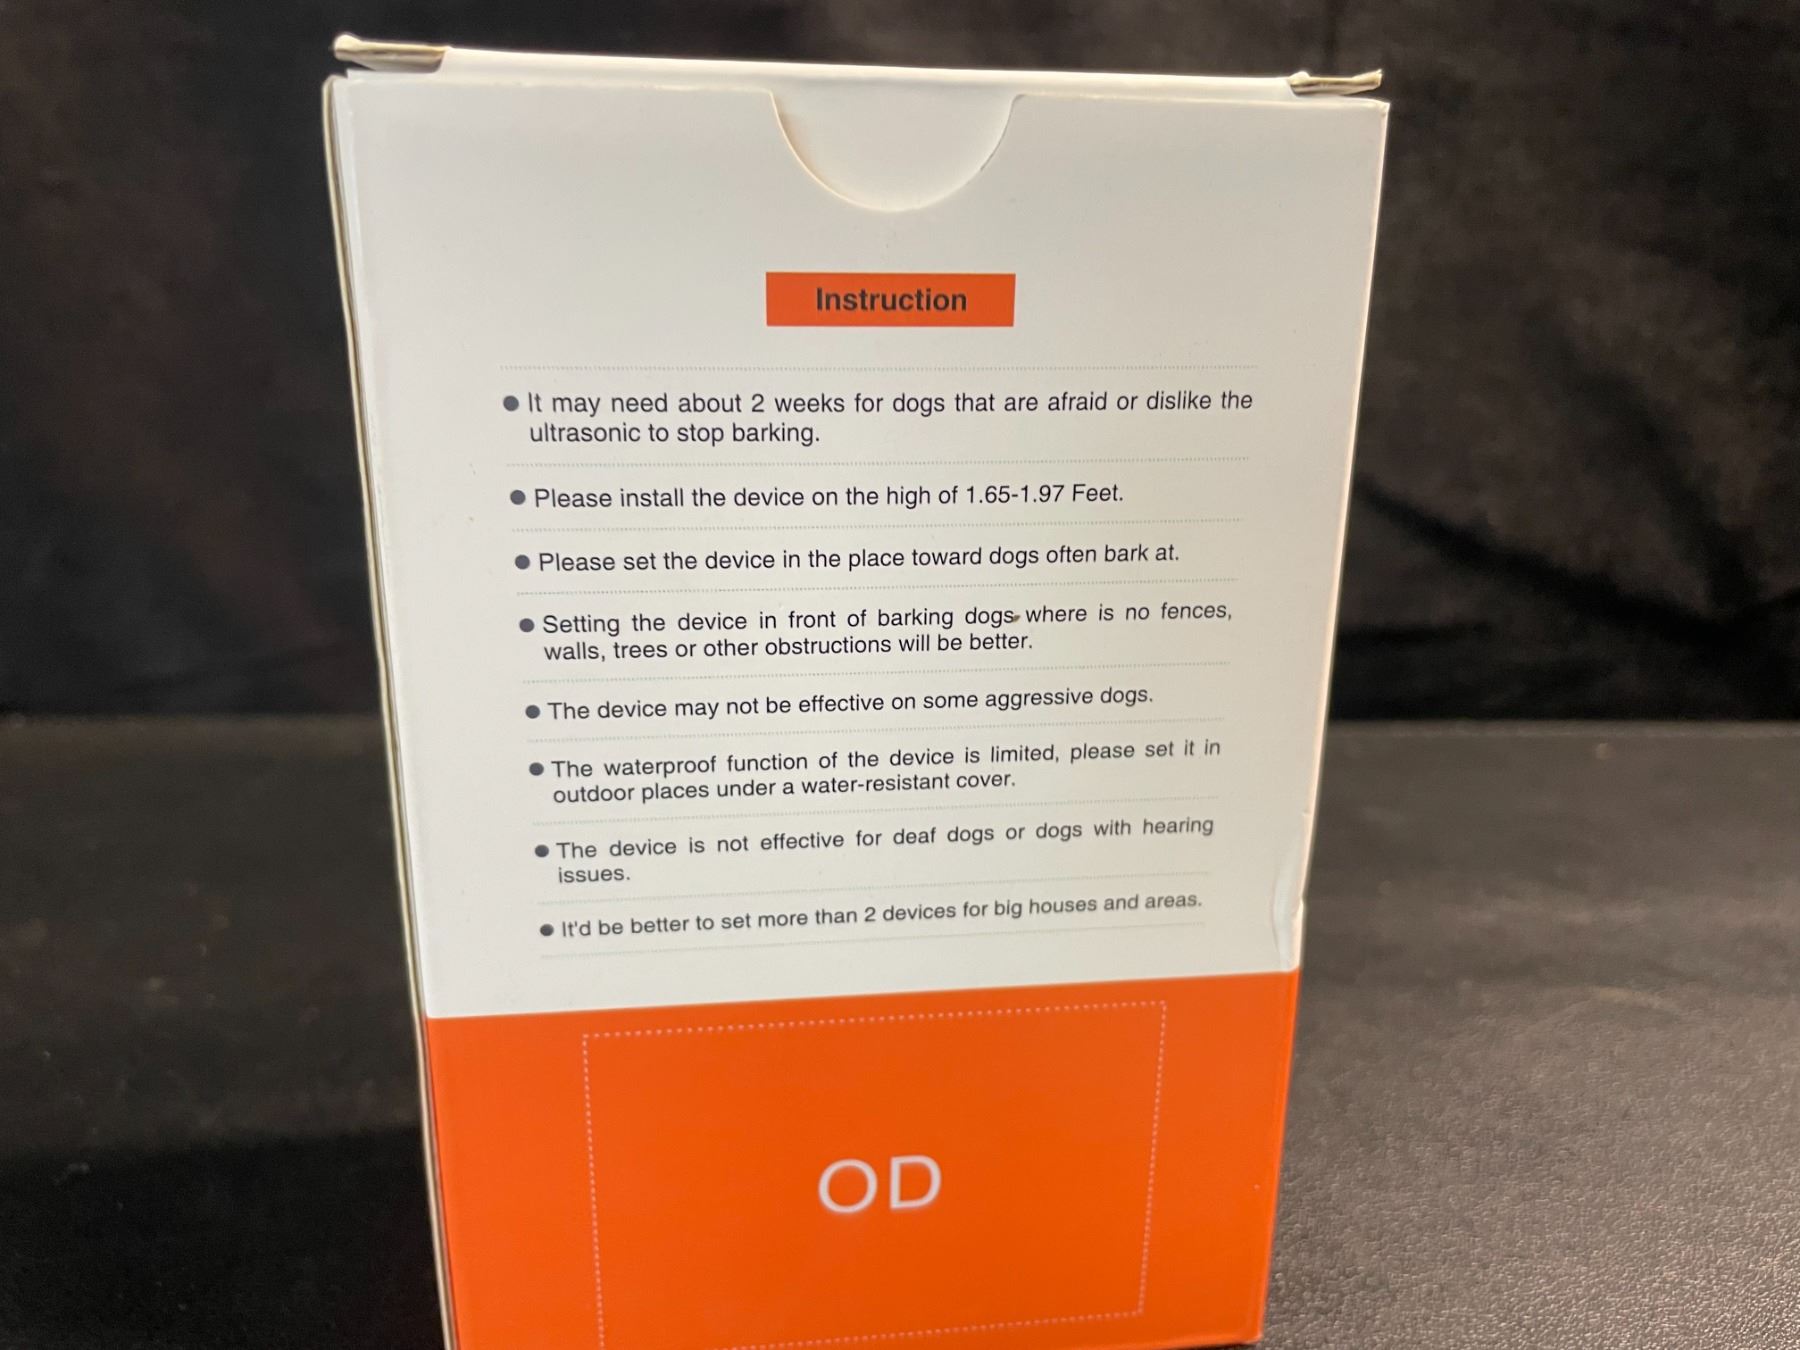 Instruction
● It may need about 2 weeks for dogs that are afraid or dislike the
ultrasonic to stop barking.
● Please install the device on the high of 1.65-1.97 Feet.
● Please set the device in the place toward dogs often bark at.
● Setting the device in front of barking dogs where is no fences,
walls, trees or other obstructions will be better.
● The device may not be effective on some aggressive dogs.
● The waterproof function of the device is limited, please set it in
outdoor places under a water-resistant cover.
● The device is not effective for deaf dogs or dogs with hearing
issues.
● It'd be better to set more than 2 devices for big houses and areas.
OD